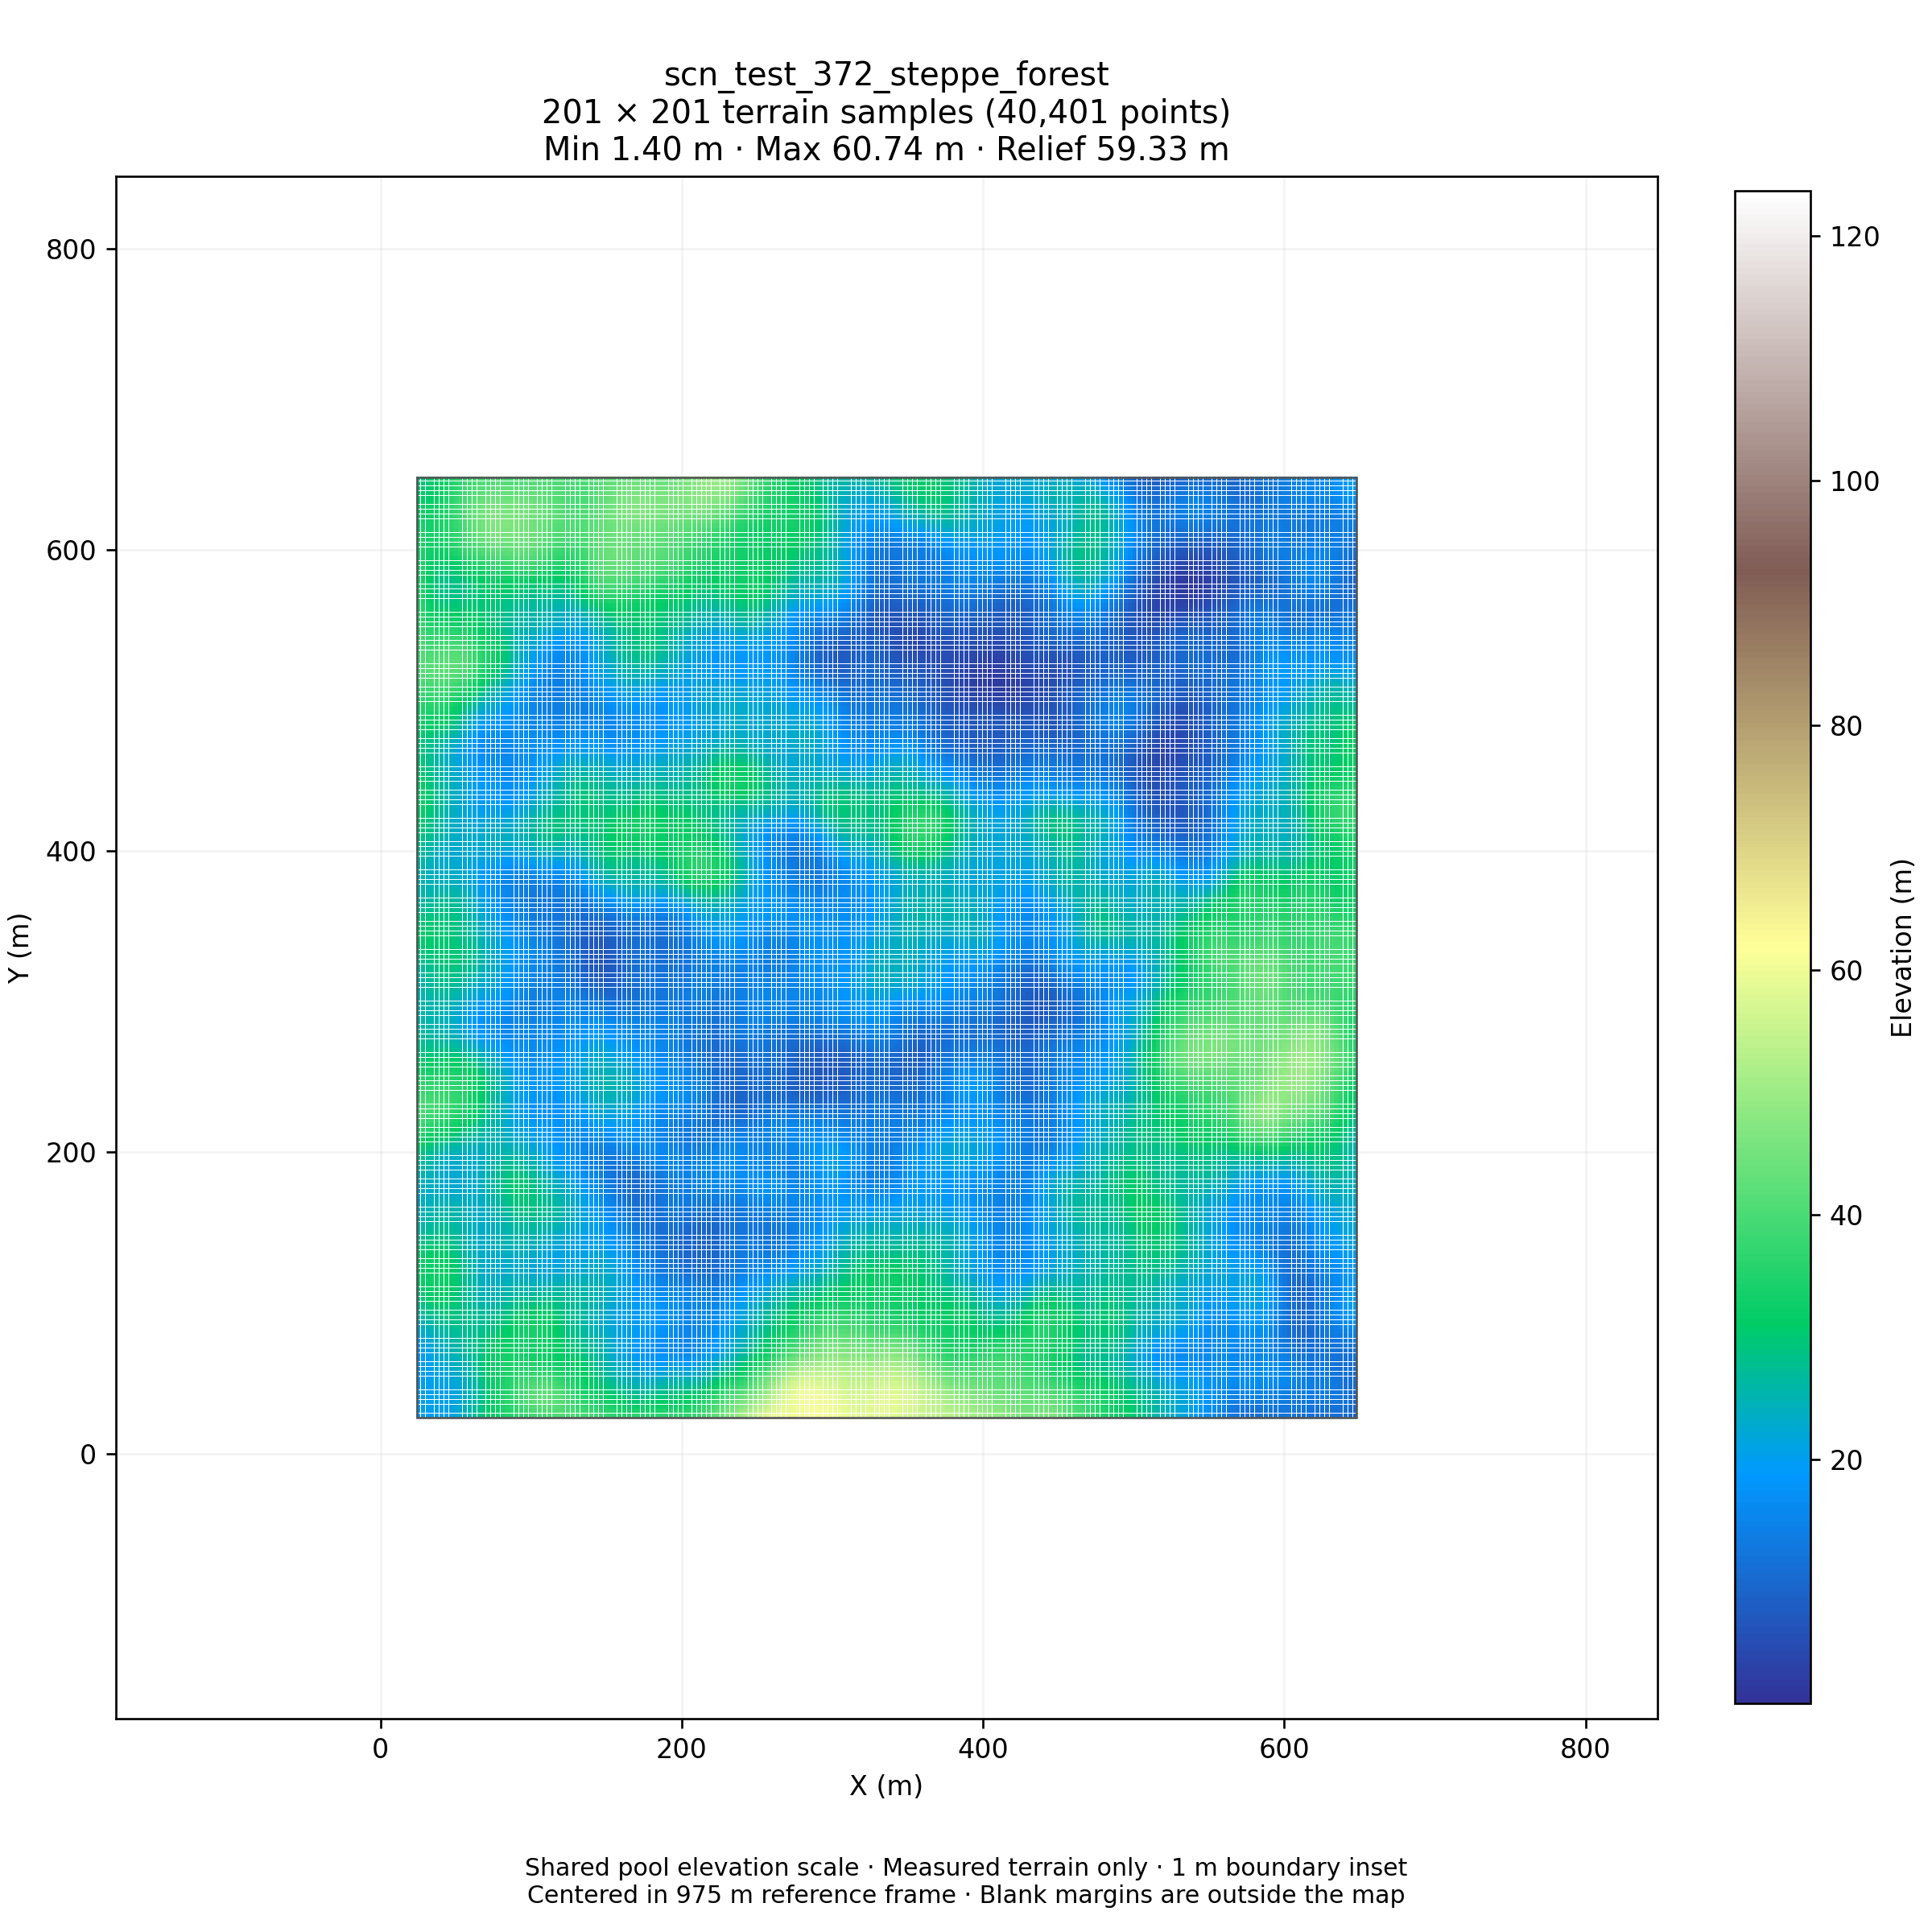 scn_test_372_steppe_forest
201 × 201 terrain samples (40,401 points)
Min 1.40 m · Max 60.74 m · Relief 59.33 m
800
600
400
200
0
Y (m)
0
200
400
600
800
X (m)
120
100
80
60
40
20
Elevation (m)
Shared pool elevation scale · Measured terrain only · 1 m boundary inset
Centered in 975 m reference frame · Blank margins are outside the map